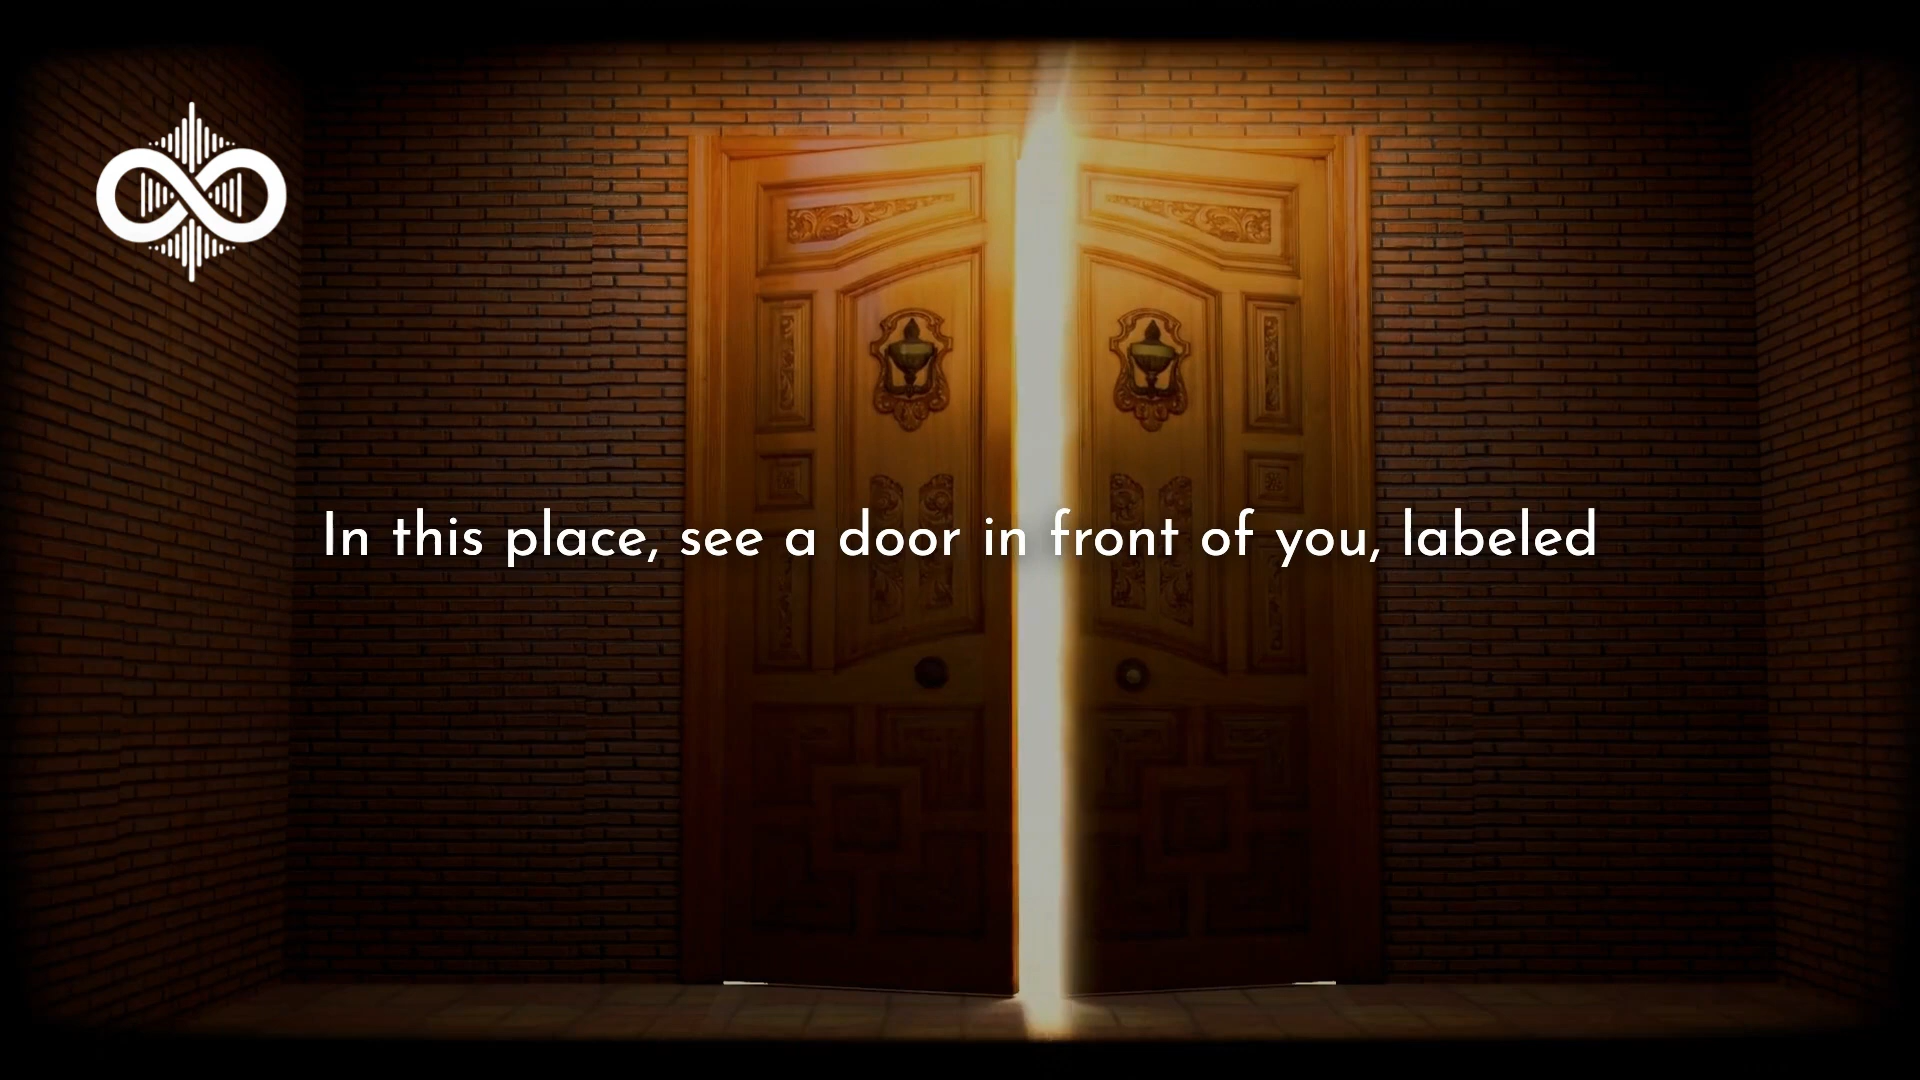 In this place, see a door in front of you, labeled